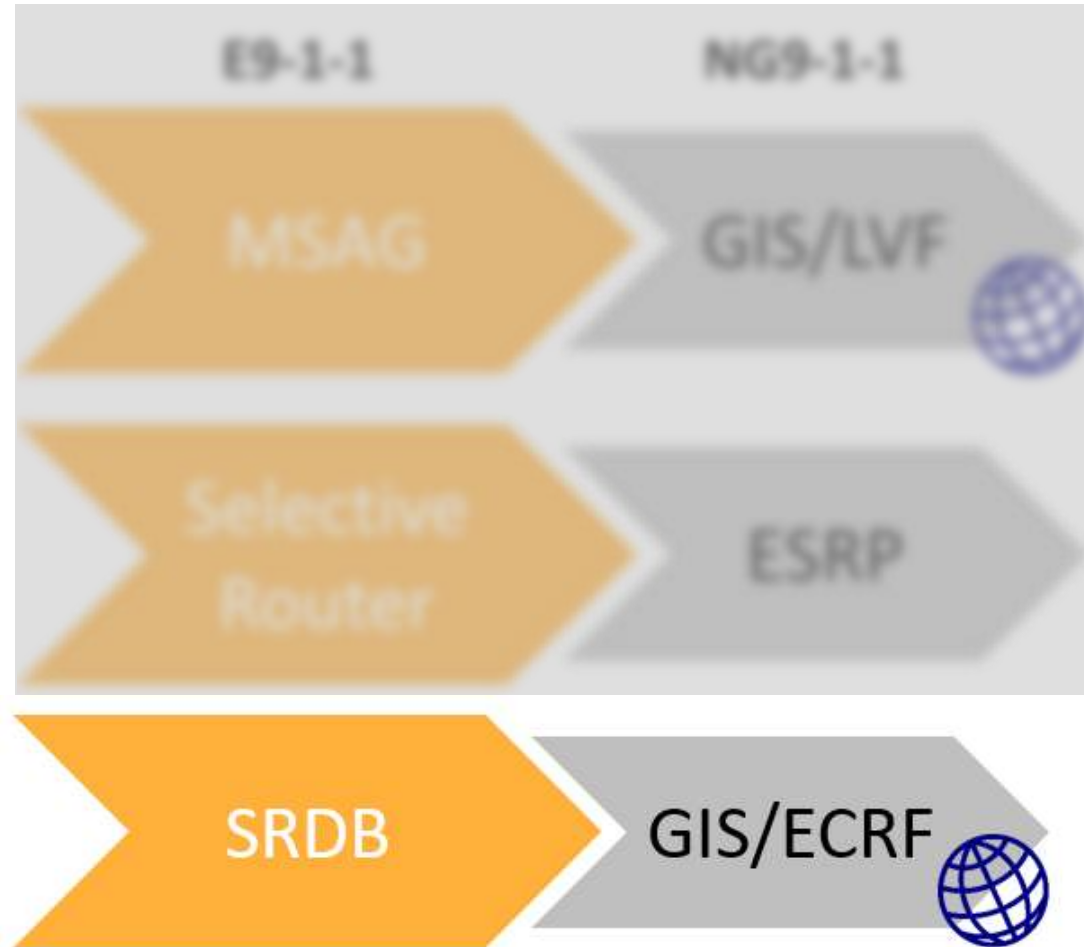 E9-1-1 NG9-1-1
MSAG GIS/LVF
Selective
Router
ESRP
SRDB GIS/ECRF